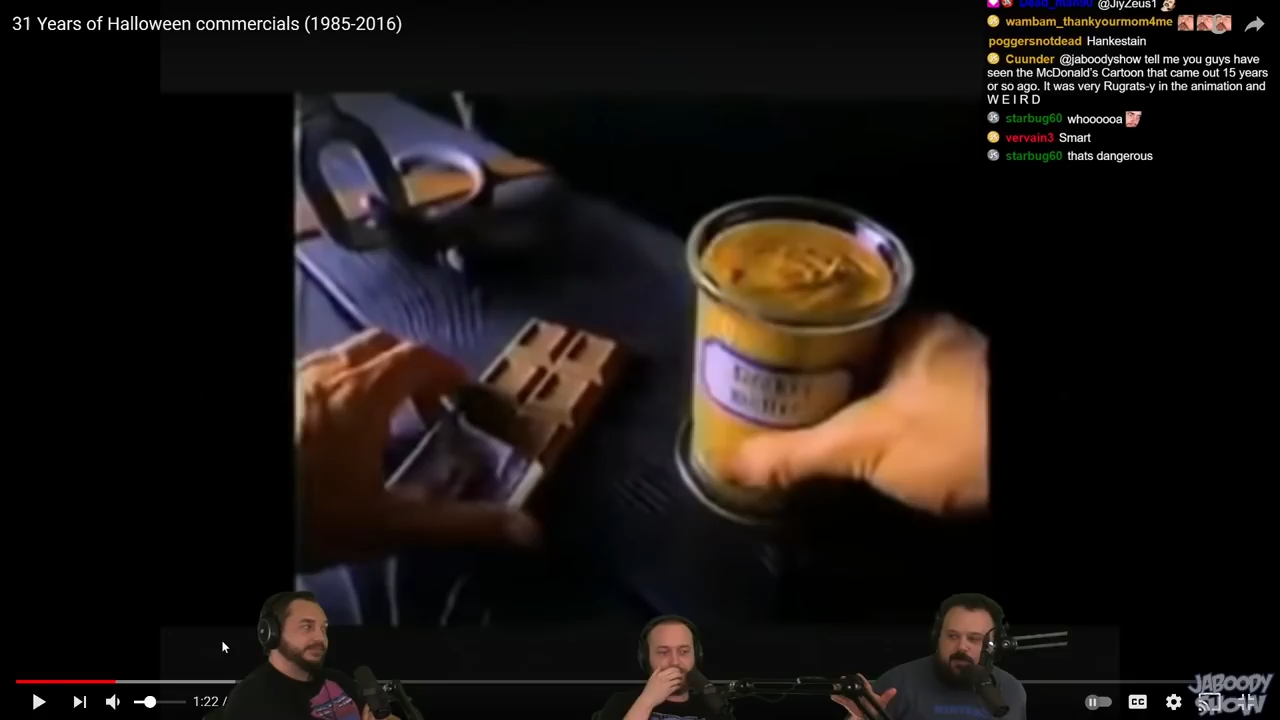 31 Years of Halloween commercials (1985-2016)
Dead_man90 @JiyZeus1
wambam_thankyourmom4me
poggersnotdead Hankestain
Cuunder @jaboodyshow tell me you guys have
seen the McDonald's Cartoon that came out 15 years
or so ago. It was very Rugrats-y in the animation and
W E I R D
starbug60 whoooooa
vervain3 Smart
starbug60 thats dangerous
1:22 /
CC
JABOODY
SHOW